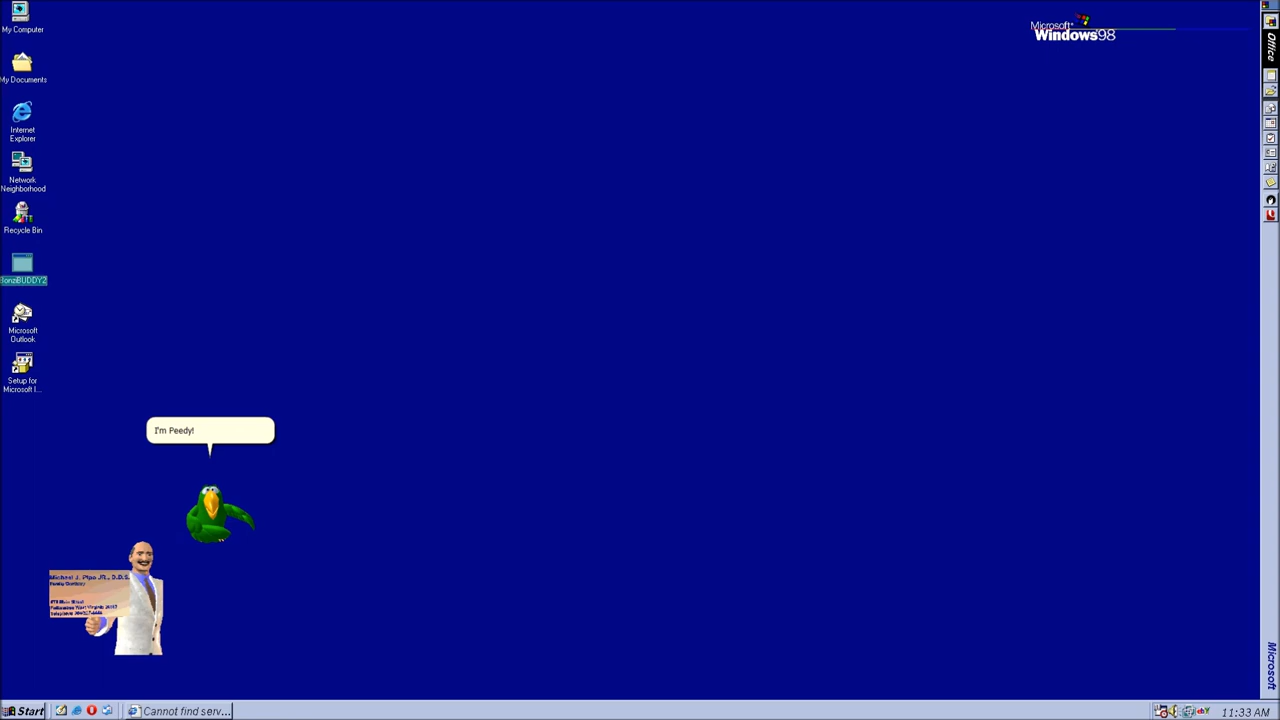 My Computer
My Documents
Internet
Explorer
Network
Neighborhood
Recycle Bin
BonziBUDDY2
Microsoft
Outlook
Setup for
Microsoft I...
Microsoft
Windows98
Office
I'm Peedy!
Michael J. Pipo JR., D.D.S.
Microsoft
Start
Cannot find serv...
11:33 AM